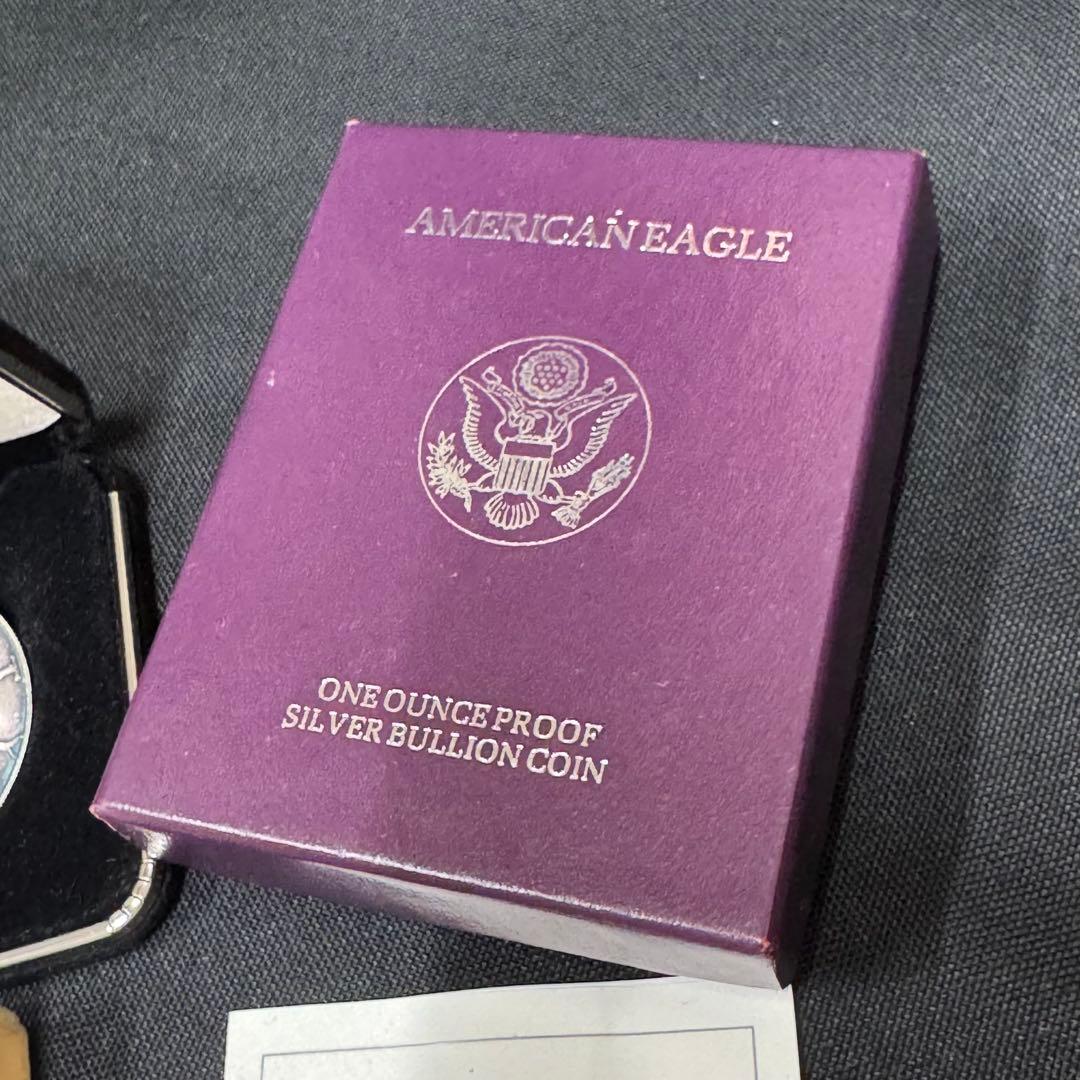 AMERICAN EAGLE
ONE OUNCE PROOF
SILVER BULLION COIN